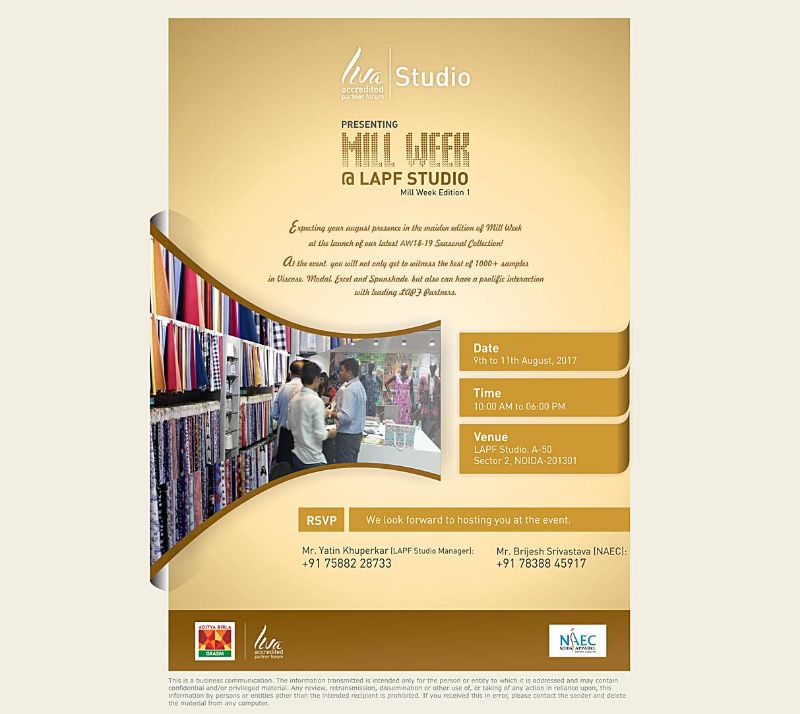 Liva
accredited
partner forum
Studio
PRESENTING
MILL WEEK
@ LAPF STUDIO
Mill Week Edition 1
Expecting your august presence in the maiden edition of Mill Week
at the launch of our latest AW18-19 Seasonal Collection!
At the event, you will not only get to witness the best of 1000+ samples
in Viscose, Modal, Excel and Spunshade, but also can have a prolific interaction
with leading LAPF Partners.
Date
9th to 11th August, 2017
Time
10:00 AM to 06:00 PM
Venue
LAPF Studio, A-50
Sector 2, NOIDA-201301
RSVP
We look forward to hosting you at the event.
Mr. Yatin Khuperkar (LAPF Studio Manager):
+91 75882 28733
Mr. Brijesh Srivastava (NAEC):
+91 78388 45917
ADITYA BIRLA
GRASIM
Liva
accredited
partner forum
NAEC
NOIDA APPAREL
This is a business communication. The information transmitted is intended only for the person or entity to which it is addressed and may contain
confidential and/or privileged material. Any review, retransmission, dissemination or other use of, or taking of any action in reliance upon, this
information by persons or entities other than the intended recipient is prohibited. If you received this in error, please contact the sender and delete
the material from any computer.